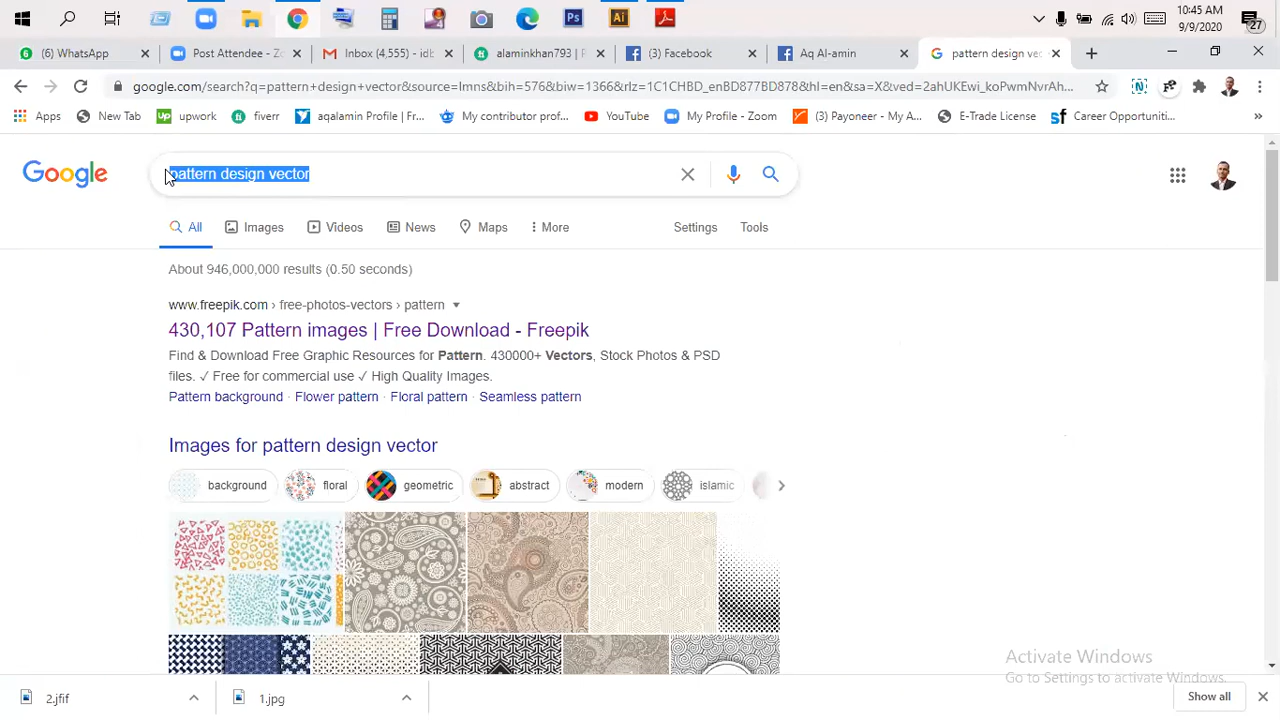 10:45 AM
9/9/2020
27
(6) WhatsApp
Post Attendee - Zo
Inbox (4,555) - idb
alaminkhan793 | F
(3) Facebook
Aq Al-amin
pattern design vec
google.com/search?q=pattern+design+vector&source=lmns&bih=576&biw=1366&rlz=1C1CHBD_enBD877BD878&hl=en&sa=X&ved=2ahUKEwi_koPwmNvrAh...
Apps
New Tab
upwork
fiverr
aqalamin Profile | Fr...
My contributor prof...
YouTube
My Profile - Zoom
(3) Payoneer - My A...
E-Trade License
Career Opportuniti...
Google
pattern design vector
All
Images
Videos
News
Maps
More
Settings
Tools
About 946,000,000 results (0.50 seconds)
www.freepik.com › free-photos-vectors › pattern
430,107 Pattern images | Free Download - Freepik
Find & Download Free Graphic Resources for Pattern. 430000+ Vectors, Stock Photos & PSD
files. ✓ Free for commercial use ✓ High Quality Images.
Pattern background · Flower pattern · Floral pattern · Seamless pattern
Images for pattern design vector
background
floral
geometric
abstract
modern
islamic
Activate Windows
Go to Settings to activate Windows.
2.jfif
1.jpg
Show all